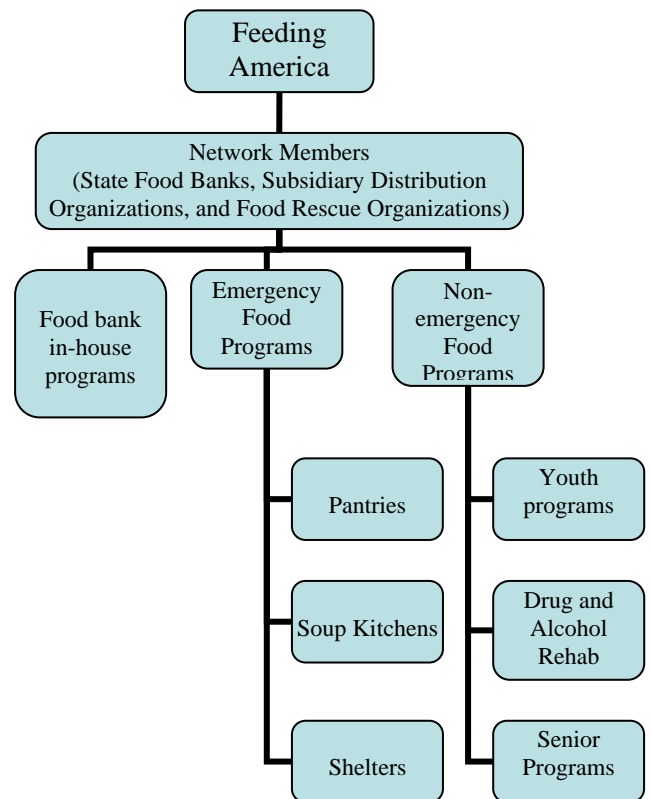 Feeding
America
Network Members
(State Food Banks, Subsidiary Distribution
Organizations, and Food Rescue Organizations)
Food bank
in-house
programs
Emergency
Food
Programs
Non-
emergency
Food
Programs
Pantries
Soup Kitchens
Shelters
Youth
programs
Drug and
Alcohol
Rehab
Senior
Programs